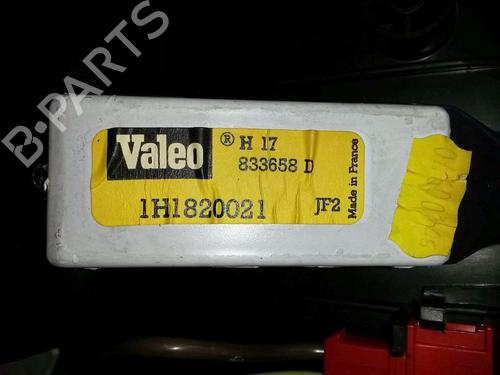 Valeo ® H 17
833658 D
1H1820021 JF2
Made in France
B-PARTS